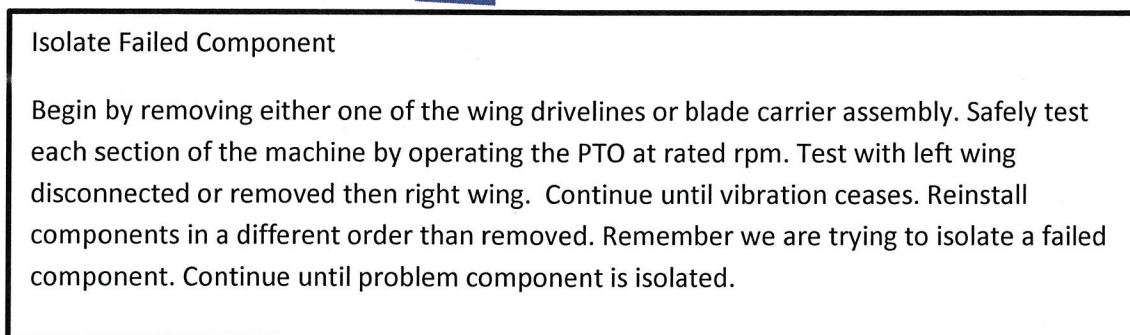 Isolate Failed Component
Begin by removing either one of the wing drivelines or blade carrier assembly. Safely test
each section of the machine by operating the PTO at rated rpm. Test with left wing
disconnected or removed then right wing.  Continue until vibration ceases. Reinstall
components in a different order than removed. Remember we are trying to isolate a failed
component. Continue until problem component is isolated.